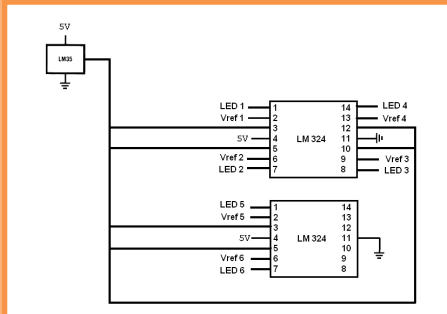 5V
LM35
LED 1 1 14 LED 4
Vref 1 2 13 Vref 4
3 12
5V 4 LM 324 11
5 10
Vref 2 6 9 Vref 3
LED 2 7 8 LED 3
LED 5 1 14
Vref 5 2 13
3 12
5V 4 LM 324 11
5 10
Vref 6 6 9
LED 6 7 8